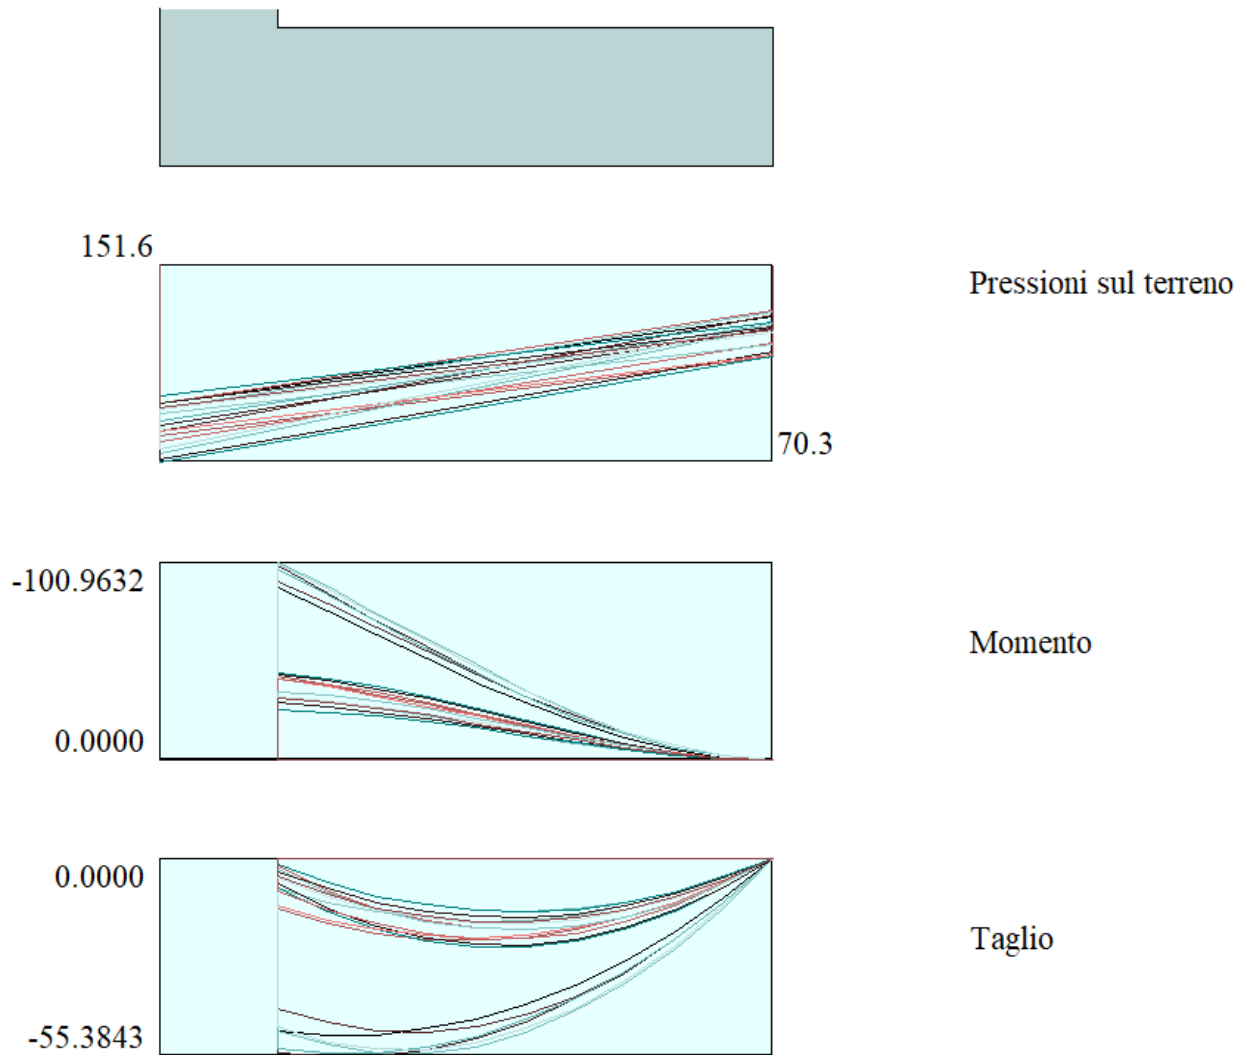 151.6
Pressioni sul terreno
70.3
-100.9632
Momento
0.0000
0.0000
Taglio
-55.3843